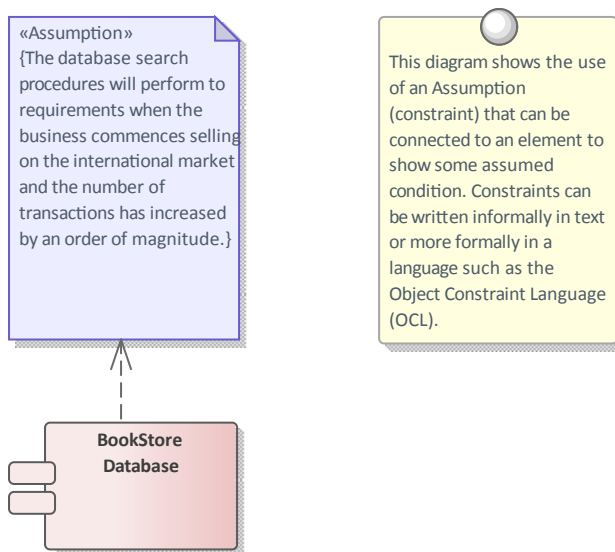 «Assumption»
{The database search
procedures will perform to
requirements when the
business commences selling
on the international market
and the number of
transactions has increased
by an order of magnitude.}
This diagram shows the use
of an Assumption
(constraint) that can be
connected to an element to
show some assumed
condition. Constraints can
be written informally in text
or more formally in a
language such as the
Object Constraint Language
(OCL).
BookStore
Database